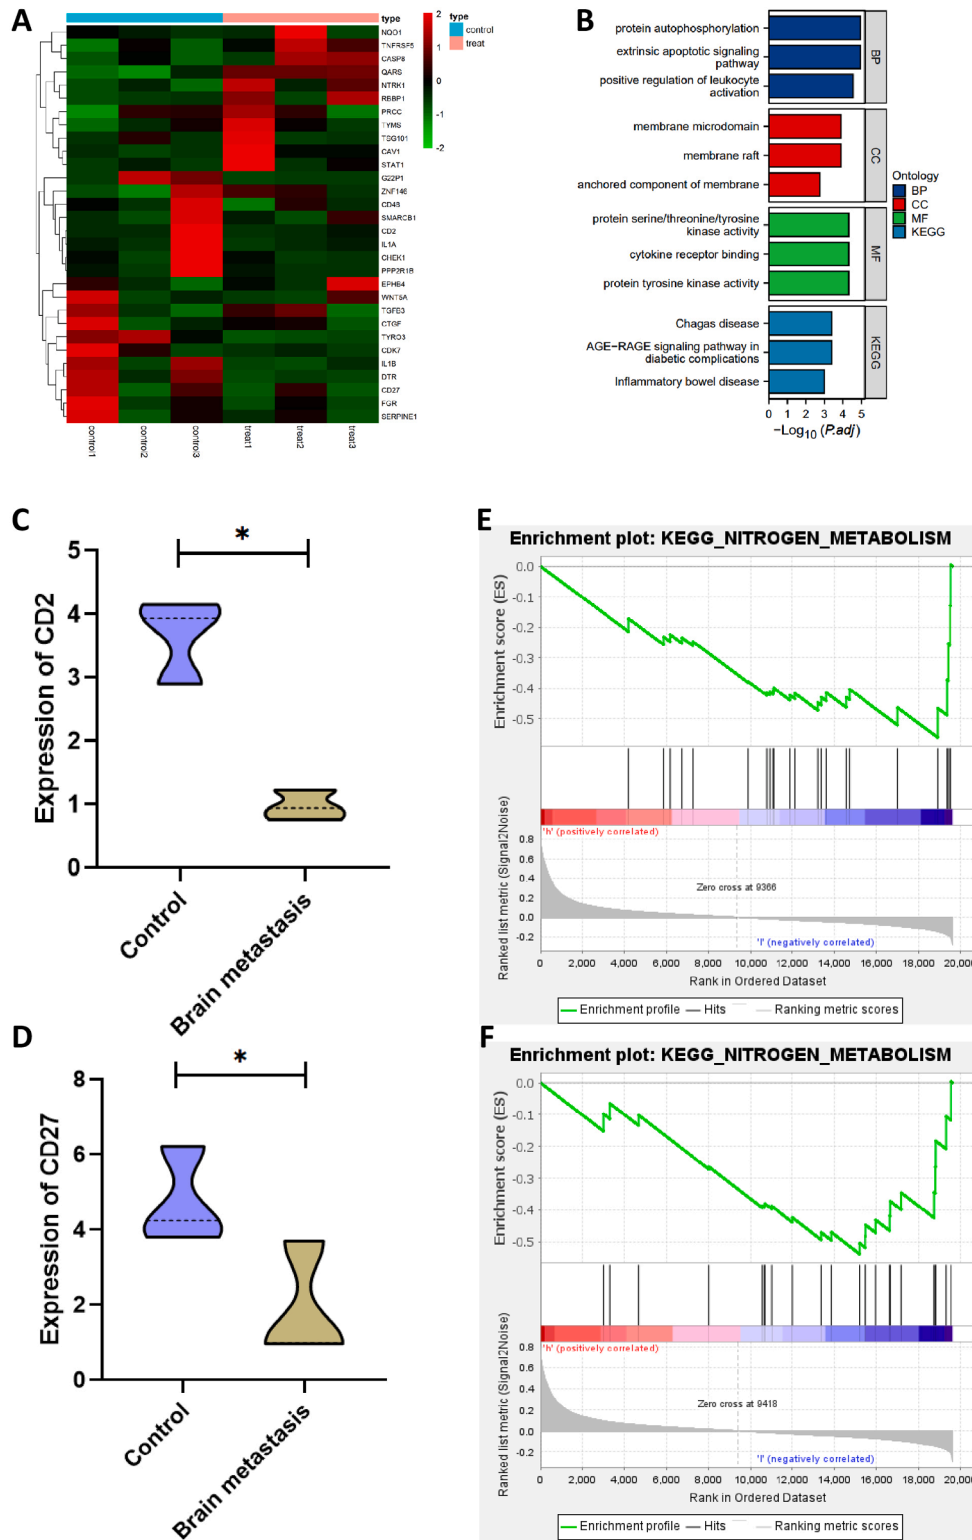 A
type
NQO1
TNFRSF5
CASP8
QARS
NTRK1
RBBP1
PRCC
TYMS
TSG101
CAV1
STAT1
G22P1
ZNF146
CD48
SMARCB1
CD2
IL1A
CHEK1
PPP2R1B
EPHB4
WNT5A
TGFB3
CTGF
TYRO3
CDK7
IL1B
DTR
CD27
FGR
SERPINE1
control1
control2
control3
treat1
treat2
treat3
2
1
0
-1
-2
type
control
treat
B
protein autophosphorylation
extrinsic apoptotic signaling
pathway
positive regulation of leukocyte
activation
BP
membrane microdomain
membrane raft
anchored component of membrane
CC
protein serine/threonine/tyrosine
kinase activity
cytokine receptor binding
protein tyrosine kinase activity
MF
Chagas disease
AGE−RAGE signaling pathway in
diabetic complications
Inflammatory bowel disease
KEGG
0 1 2 3 4 5
−Log10 (P.adj)
Ontology
BP
CC
MF
KEGG
C
Expression of CD2
5
4
3
2
1
0
*
Control
Brain metastasis
D
Expression of CD27
8
6
4
2
0
*
Control
Brain metastasis
E
Enrichment plot: KEGG_NITROGEN_METABOLISM
Enrichment score (ES)
0.0
-0.1
-0.2
-0.3
-0.4
-0.5
'h' (positively correlated)
Ranked list metric (Signal2Noise)
0.8
0.6
0.4
0.2
0.0
-0.2
Zero cross at 9366
'l' (negatively correlated)
0 2,000 4,000 6,000 8,000 10,000 12,000 14,000 16,000 18,000 20,000
Rank in Ordered Dataset
Enrichment profile Hits Ranking metric scores
F
Enrichment plot: KEGG_NITROGEN_METABOLISM
Enrichment score (ES)
0.0
-0.1
-0.2
-0.3
-0.4
-0.5
'h' (positively correlated)
Ranked list metric (Signal2Noise)
0.8
0.6
0.4
0.2
0.0
-0.2
Zero cross at 9418
'l' (negatively correlated)
0 2,000 4,000 6,000 8,000 10,000 12,000 14,000 16,000 18,000 20,000
Rank in Ordered Dataset
Enrichment profile Hits Ranking metric scores